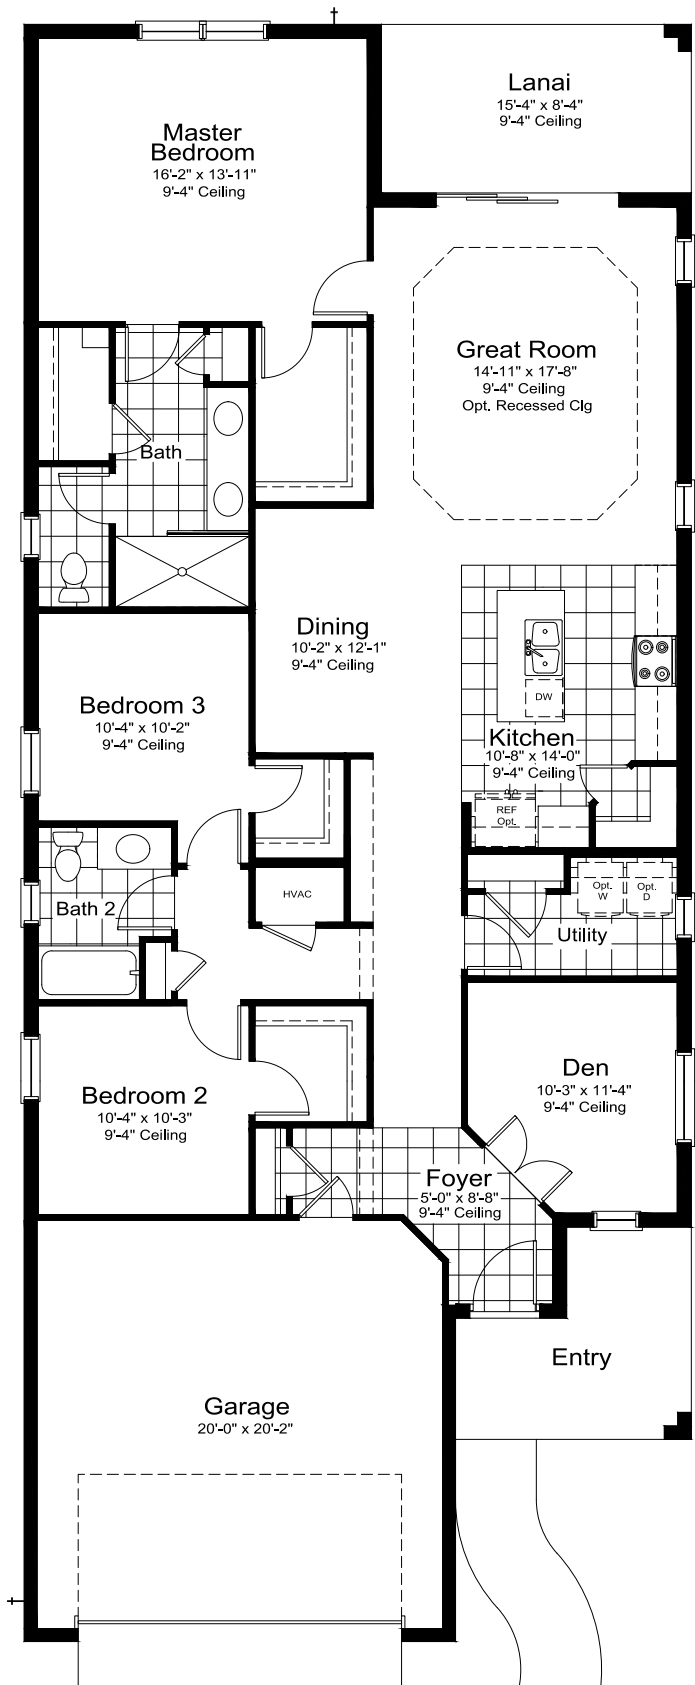 Lanai
15'-4" x 8'-4"
9'-4" Ceiling
Master
Bedroom
16'-2" x 13'-11"
9'-4" Ceiling
Great Room
14'-11" x 17'-8"
9'-4" Ceiling
Opt. Recessed Clg
Bath
Dining
10'-2" x 12'-1"
9'-4" Ceiling
DW
Bedroom 3
10'-4" x 10'-2"
9'-4" Ceiling
Kitchen
10'-8" x 14'-0"
9'-4" Ceiling
REF
Opt.
HVAC
Opt.
W
Opt.
D
Bath 2
Utility
Den
10'-3" x 11'-4"
9'-4" Ceiling
Bedroom 2
10'-4" x 10'-3"
9'-4" Ceiling
Foyer
5'-0" x 8'-8"
9'-4" Ceiling
Entry
Garage
20'-0" x 20'-2"